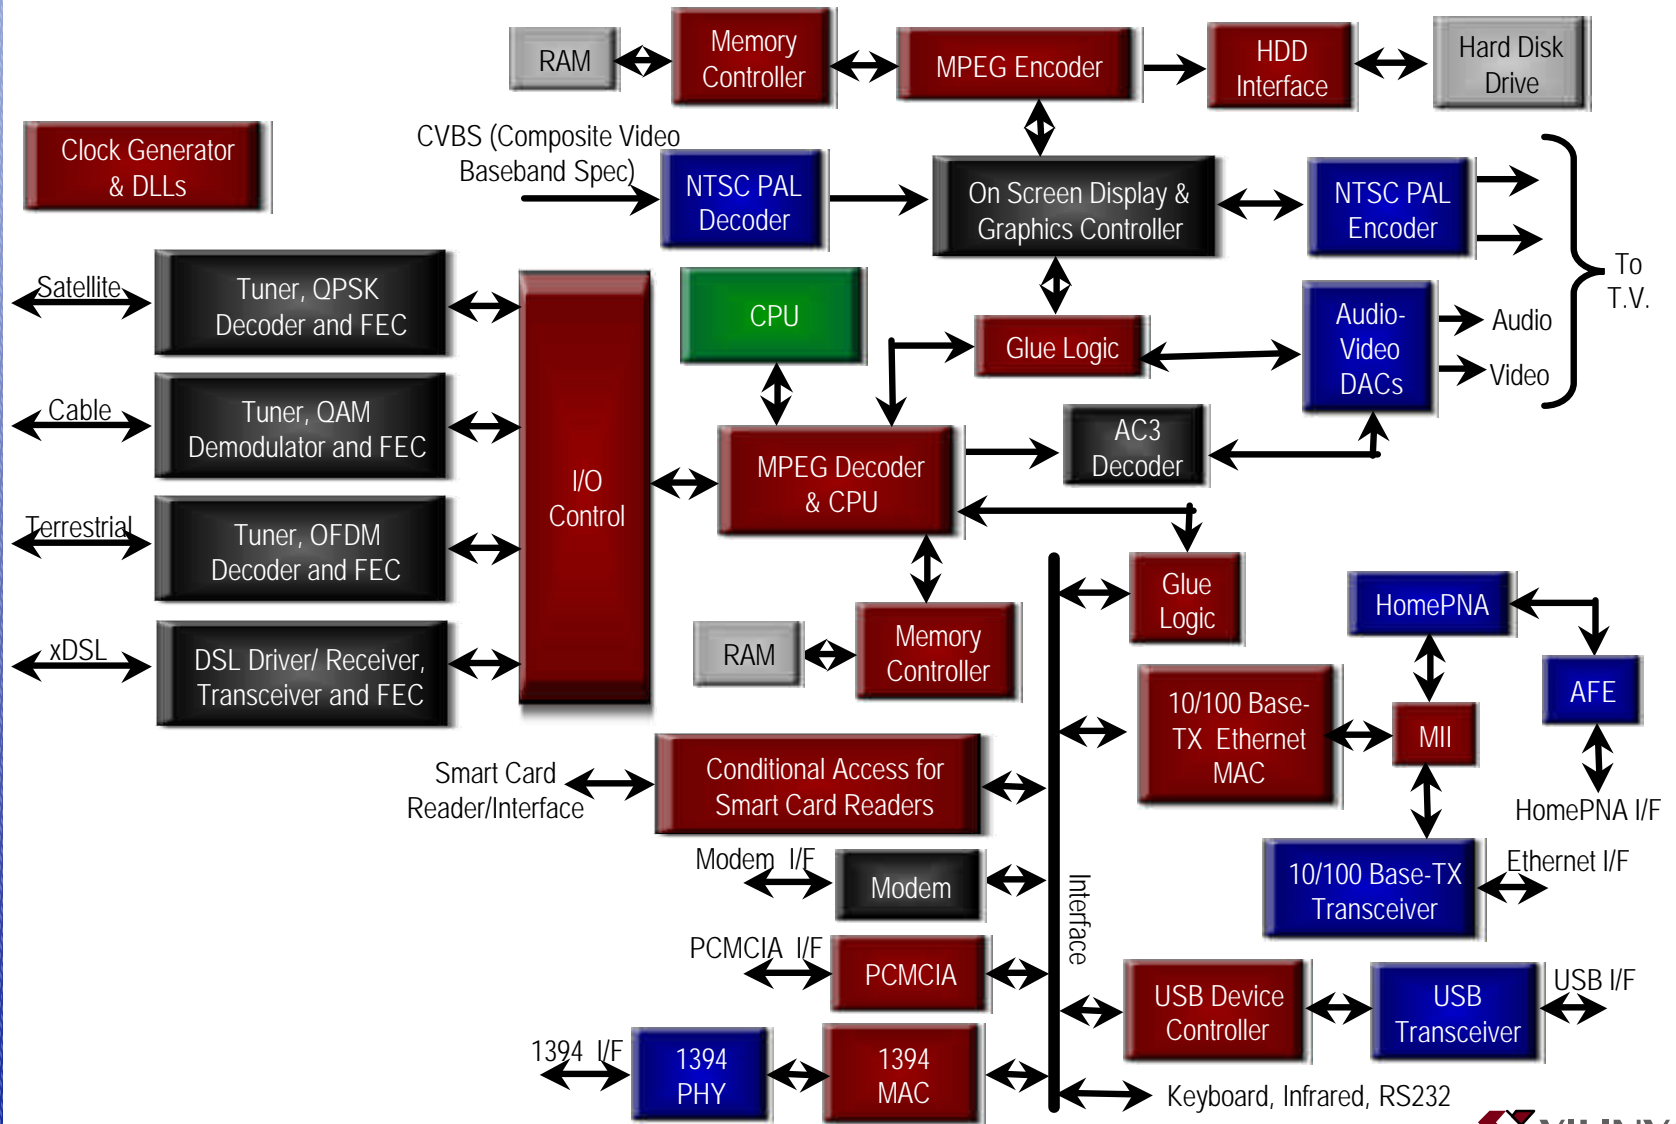 RAM
Memory
Controller
MPEG Encoder
HDD
Interface
Hard Disk
Drive
Clock Generator
& DLLs
CVBS (Composite Video
Baseband Spec)
NTSC PAL
Decoder
On Screen Display &
Graphics Controller
NTSC PAL
Encoder
To
T.V.
Satellite
Tuner, QPSK
Decoder and FEC
CPU
Glue Logic
Audio-
Video
DACs
Audio
Video
Cable
Tuner, QAM
Demodulator and FEC
I/O
Control
MPEG Decoder
& CPU
AC3
Decoder
Terrestrial
Tuner, OFDM
Decoder and FEC
Glue
Logic
HomePNA
xDSL
DSL Driver/ Receiver,
Transceiver and FEC
RAM
Memory
Controller
10/100 Base-
TX Ethernet
MAC
MII
AFE
Smart Card
Reader/Interface
Conditional Access for
Smart Card Readers
HomePNA I/F
Modem I/F
Modem
Interface
10/100 Base-TX
Transceiver
Ethernet I/F
PCMCIA I/F
PCMCIA
USB Device
Controller
USB
Transceiver
USB I/F
1394 I/F
1394
PHY
1394
MAC
Keyboard, Infrared, RS232